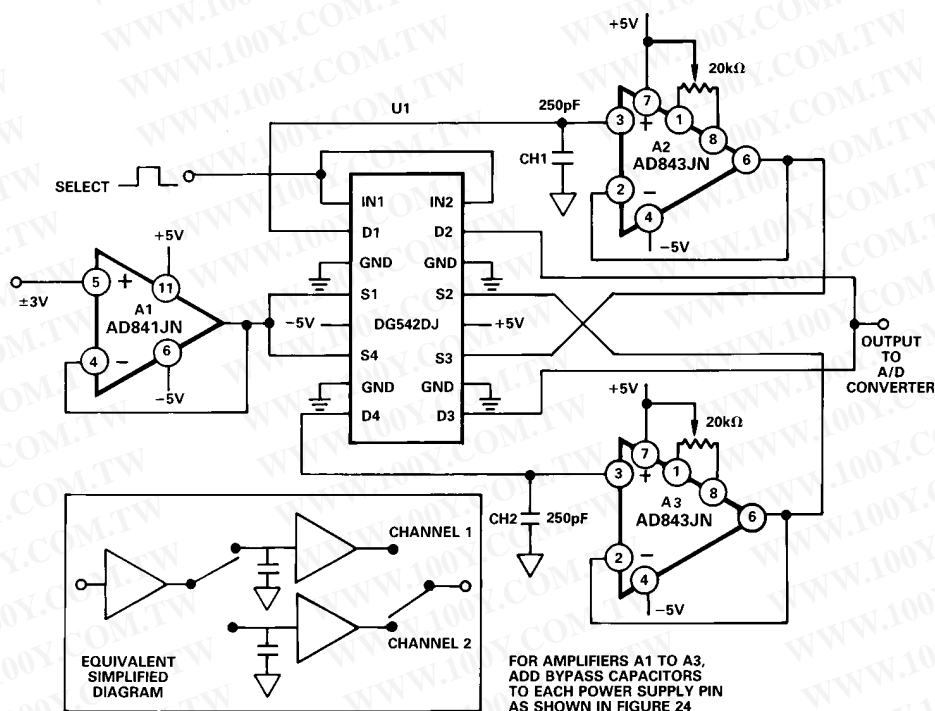 WWW.100Y.COM.TW
+5V
20kΩ
U1
250pF
3
+
7
1
8
A2
AD843JN
6
CH1
2
−
4
−5V
SELECT
IN1
IN2
D1
D2
GND
GND
S1
S2
−5V
DG542DJ
+5V
S4
S3
GND
GND
D4
D3
+5V
5
+
11
±3V
A1
AD841JN
4
−
6
−5V
OUTPUT
TO
A/D
CONVERTER
+5V
20kΩ
3
+
7
1
8
A3
AD843JN
6
CH2
250pF
2
−
4
−5V
CHANNEL 1
CHANNEL 2
EQUIVALENT
SIMPLIFIED
DIAGRAM
FOR AMPLIFIERS A1 TO A3,
ADD BYPASS CAPACITORS
TO EACH POWER SUPPLY PIN
AS SHOWN IN FIGURE 24